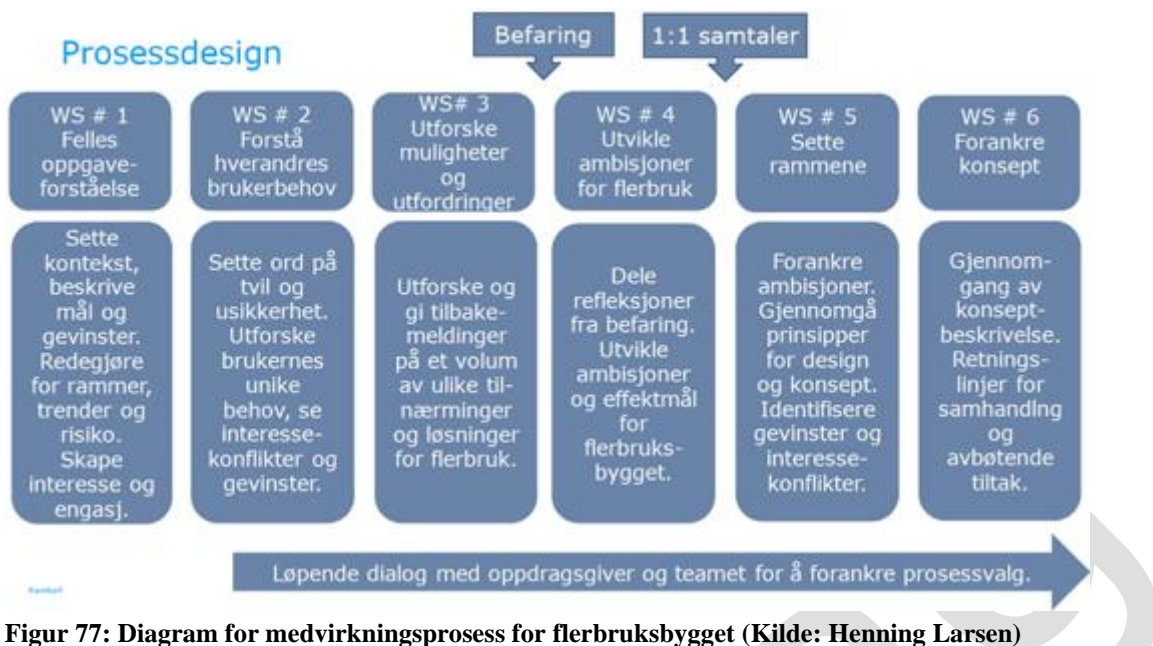 Prosessdesign
Befaring
1:1 samtaler
WS # 1
Felles
oppgave-
forståelse
WS # 2
Forstå
hverandres
brukerbehov
WS# 3
Utforske
muligheter
og
utfordringer
WS # 4
Utvikle
ambisjoner
for flerbruk
WS # 5
Sette
rammene
WS # 6
Forankre
konsept
Sette
kontekst,
beskrive
mål og
gevinster.
Redegjøre
for rammer,
trender og
risiko.
Skape
interesse og
engasj.
Sette ord på
tvil og
usikkerhet.
Utforske
brukernes
unike
behov, se
interesse-
konflikter og
gevinster.
Utforske og
gi tilbake-
meldinger
på et volum
av ulike til-
nærminger
og løsninger
for flerbruk.
Dele
refleksjoner
fra befaring.
Utvikle
ambisjoner
og effektmål
for
flerbruks-
bygget.
Forankre
ambisjoner.
Gjennomgå
prinsipper
for design
og konsept.
Identifisere
gevinster og
interesse-
konflikter.
Gjennom-
gang av
konsept-
beskrivelse.
Retnings-
linjer for
samhandling
og
avbøtende
tiltak.
Løpende dialog med oppdragsgiver og teamet for å forankre prosessvalg.
Ramboll
Figur 77: Diagram for medvirkningsprosess for flerbruksbygget (Kilde: Henning Larsen)